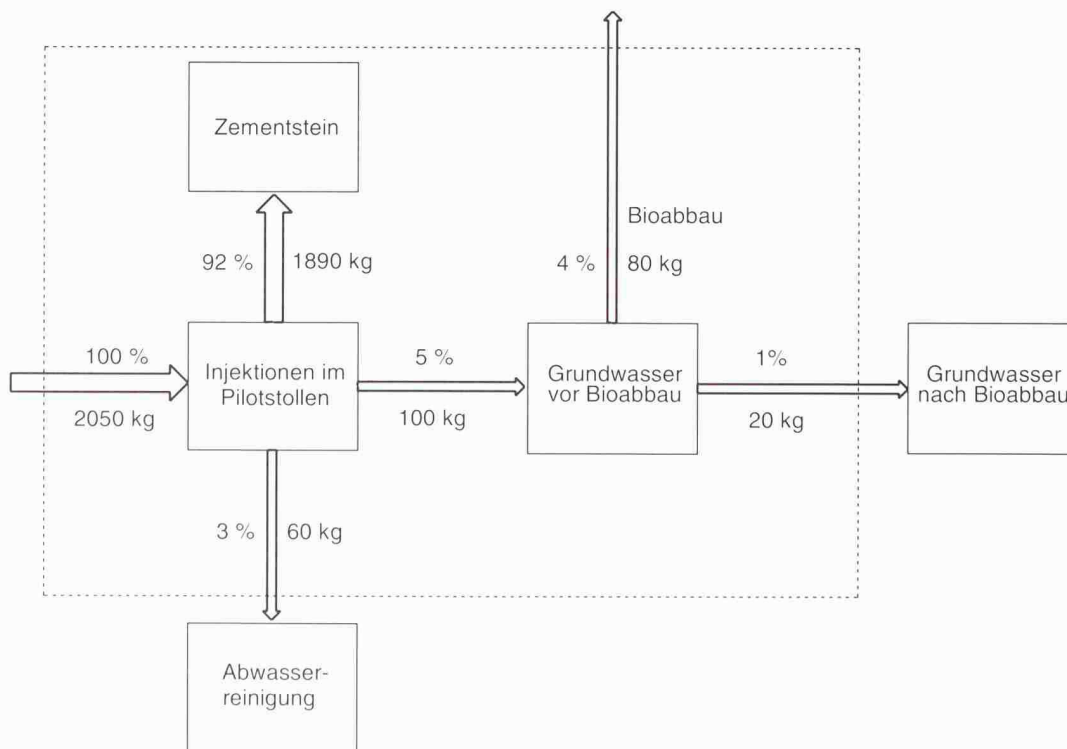 Zementstein
Bioabbau
92 % 1890 kg
4 % 80 kg
100 %
2050 kg
Injektionen im
Pilotstollen
5 %
100 kg
Grundwasser
vor Bioabbau
1%
20 kg
Grundwasser
nach Bioabbau
3 % 60 kg
Abwasser-
reinigung